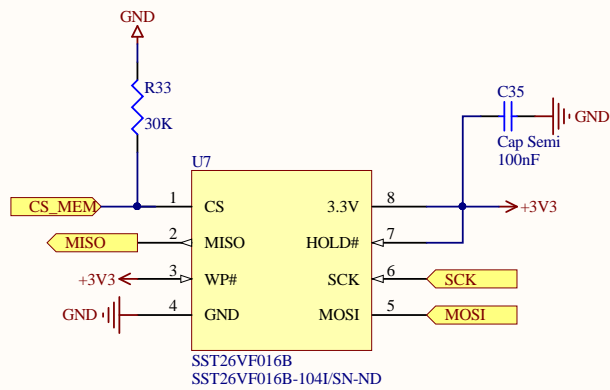 GND
R33
30K
C35
GND
Cap Semi
100nF
U7
CS_MEM
1
CS
3.3V
8
+3V3
MISO
2
MISO
HOLD#
7
+3V3
3
WP#
SCK
6
SCK
GND
4
GND
MOSI
5
MOSI
SST26VF016B
SST26VF016B-104I/SN-ND